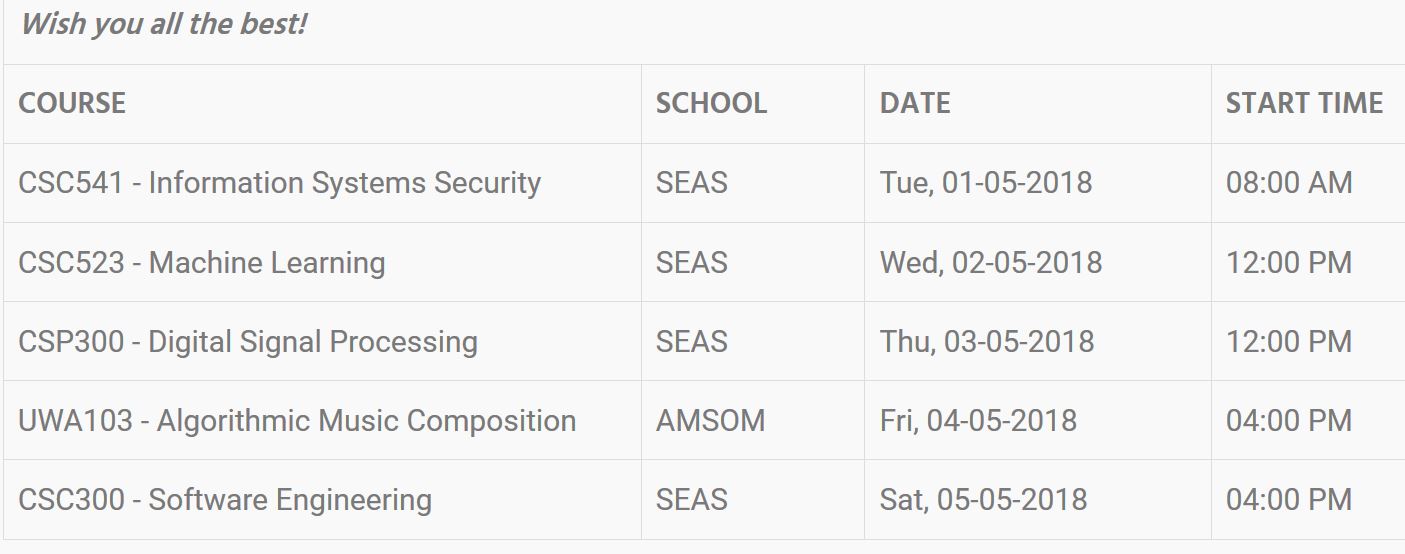 Wish you all the best!
COURSE SCHOOL DATE START TIME
CSC541 - Information Systems Security SEAS Tue, 01-05-2018 08:00 AM
CSC523 - Machine Learning SEAS Wed, 02-05-2018 12:00 PM
CSP300 - Digital Signal Processing SEAS Thu, 03-05-2018 12:00 PM
UWA103 - Algorithmic Music Composition AMSOM Fri, 04-05-2018 04:00 PM
CSC300 - Software Engineering SEAS Sat, 05-05-2018 04:00 PM